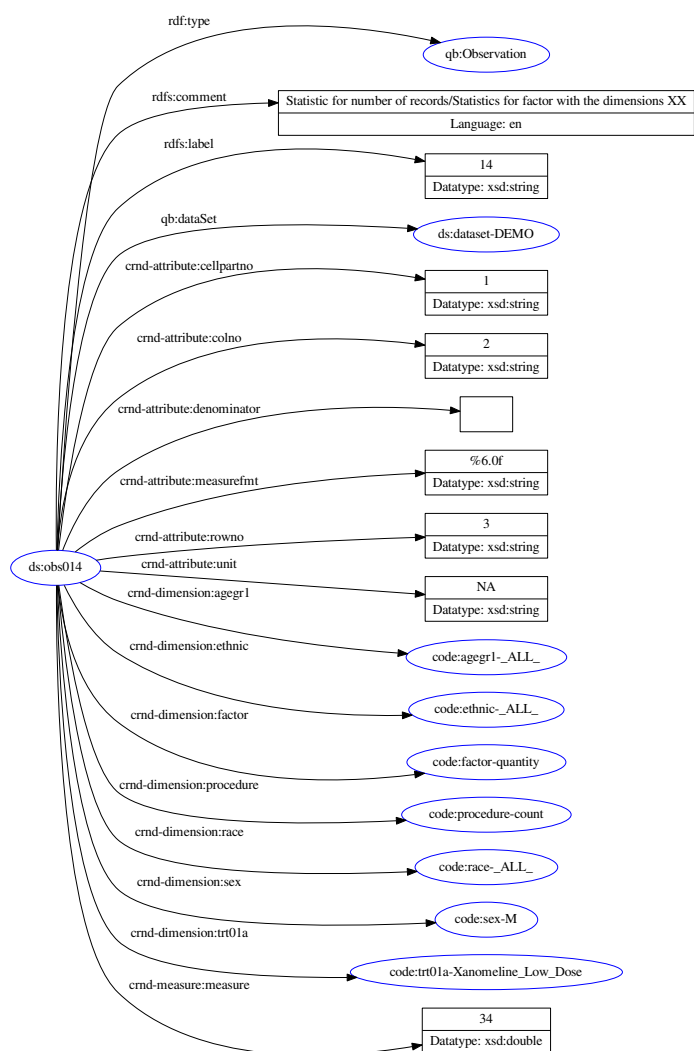 rdf:type
qb:Observation
rdfs:comment
Statistic for number of records/Statistics for factor with the dimensions XX
Language: en
rdfs:label
14
Datatype: xsd:string
qb:dataSet
ds:dataset-DEMO
crnd-attribute:cellpartno
1
Datatype: xsd:string
crnd-attribute:colno
2
Datatype: xsd:string
crnd-attribute:denominator
crnd-attribute:measurefmt
%6.0f
Datatype: xsd:string
crnd-attribute:rowno
3
Datatype: xsd:string
ds:obs014
crnd-attribute:unit
NA
Datatype: xsd:string
crnd-dimension:agegr1
code:agegr1-_ALL_
crnd-dimension:ethnic
code:ethnic-_ALL_
crnd-dimension:factor
code:factor-quantity
crnd-dimension:procedure
code:procedure-count
crnd-dimension:race
code:race-_ALL_
crnd-dimension:sex
code:sex-M
crnd-dimension:trt01a
code:trt01a-Xanomeline_Low_Dose
crnd-measure:measure
34
Datatype: xsd:double